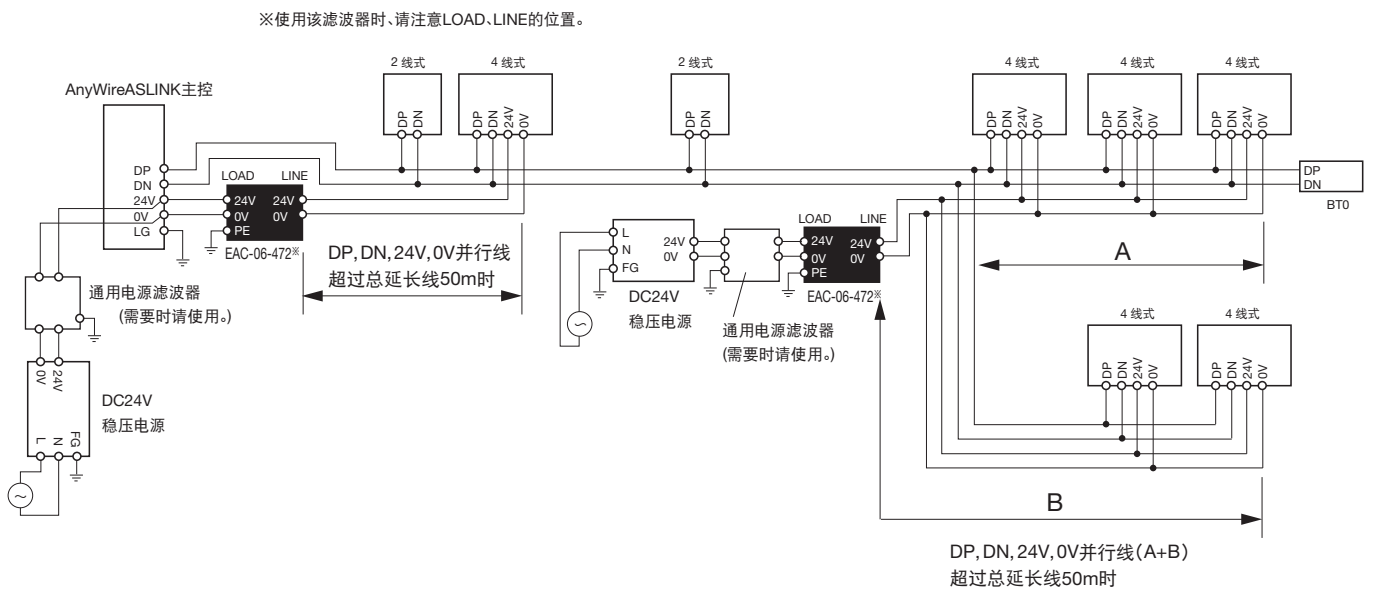 ※使用该滤波器时、请注意LOAD、LINE的位置。
2 线式
4 线式
2 线式
4 线式
4 线式
4 线式
AnyWireASLINK主控
DP
DN
DP
DN
24V
0V
DP
DN
DP
DN
24V
0V
DP
DN
24V
0V
DP
DN
24V
0V
DP
DN
24V
0V
LG
LOAD
LINE
24V
24V
0V
0V
PE
EAC-06-472※
DP
DN
BT0
DP,DN,24V,0V并行线
超过总延长线50m时
L
N
FG
24V
0V
DC24V
稳压电源
LOAD
LINE
24V
24V
0V
0V
PE
EAC-06-472※
A
通用电源滤波器
(需要时请使用。)
通用电源滤波器
(需要时请使用。)
4 线式
4 线式
DP
DN
24V
0V
DP
DN
24V
0V
0V
24V
DC24V
稳压电源
L
N
FG
B
DP,DN,24V,0V并行线(A+B)
超过总延长线50m时